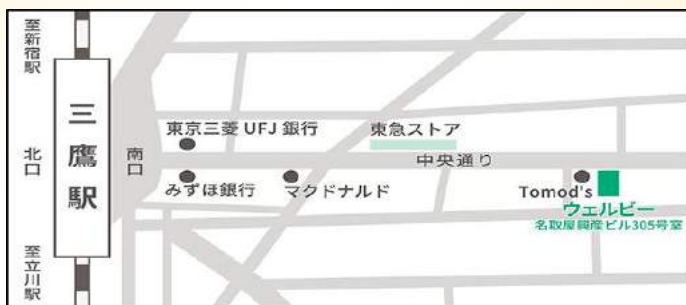 至新宿駅
三鷹駅
北口
南口
至立川駅
東京三菱 UFJ 銀行
東急ストア
中央通り
みずほ銀行
マクドナルド
Tomod's
ウェルビー
名取屋興産ビル305号室